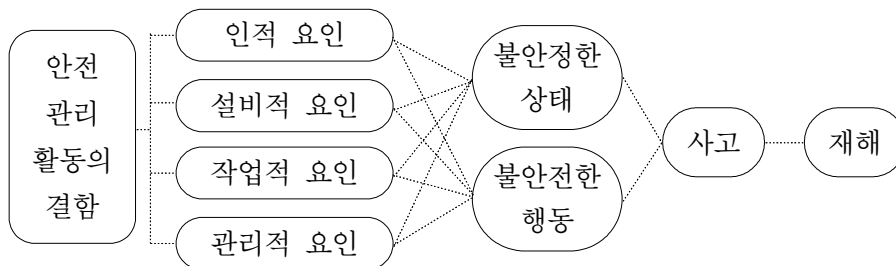 안전
관리
활동의
결함
인적 요인
설비적 요인
작업적 요인
관리적 요인
불안정한
상태
불안전한
행동
사고
재해